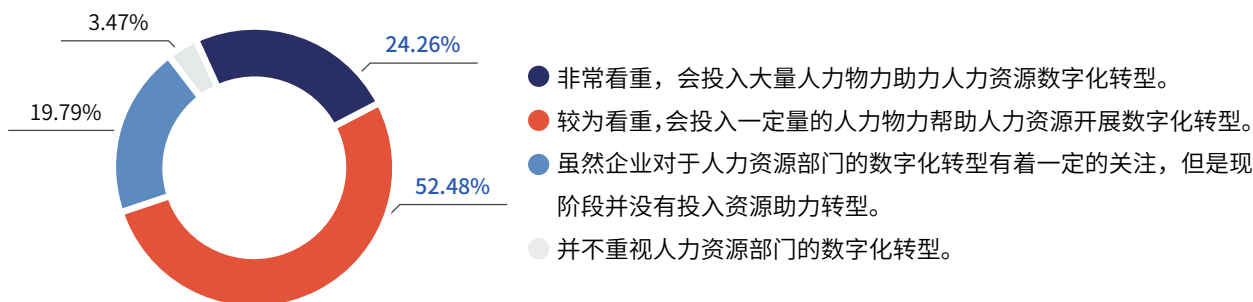 3.47%
24.26%
19.79%
52.48%
非常看重，会投入大量人力物力助力人力资源数字化转型。
较为看重，会投入一定量的人力物力帮助人力资源开展数字化转型。
虽然企业对于人力资源部门的数字化转型有着一定的关注，但是现
阶段并没有投入资源助力转型。
并不重视人力资源部门的数字化转型。